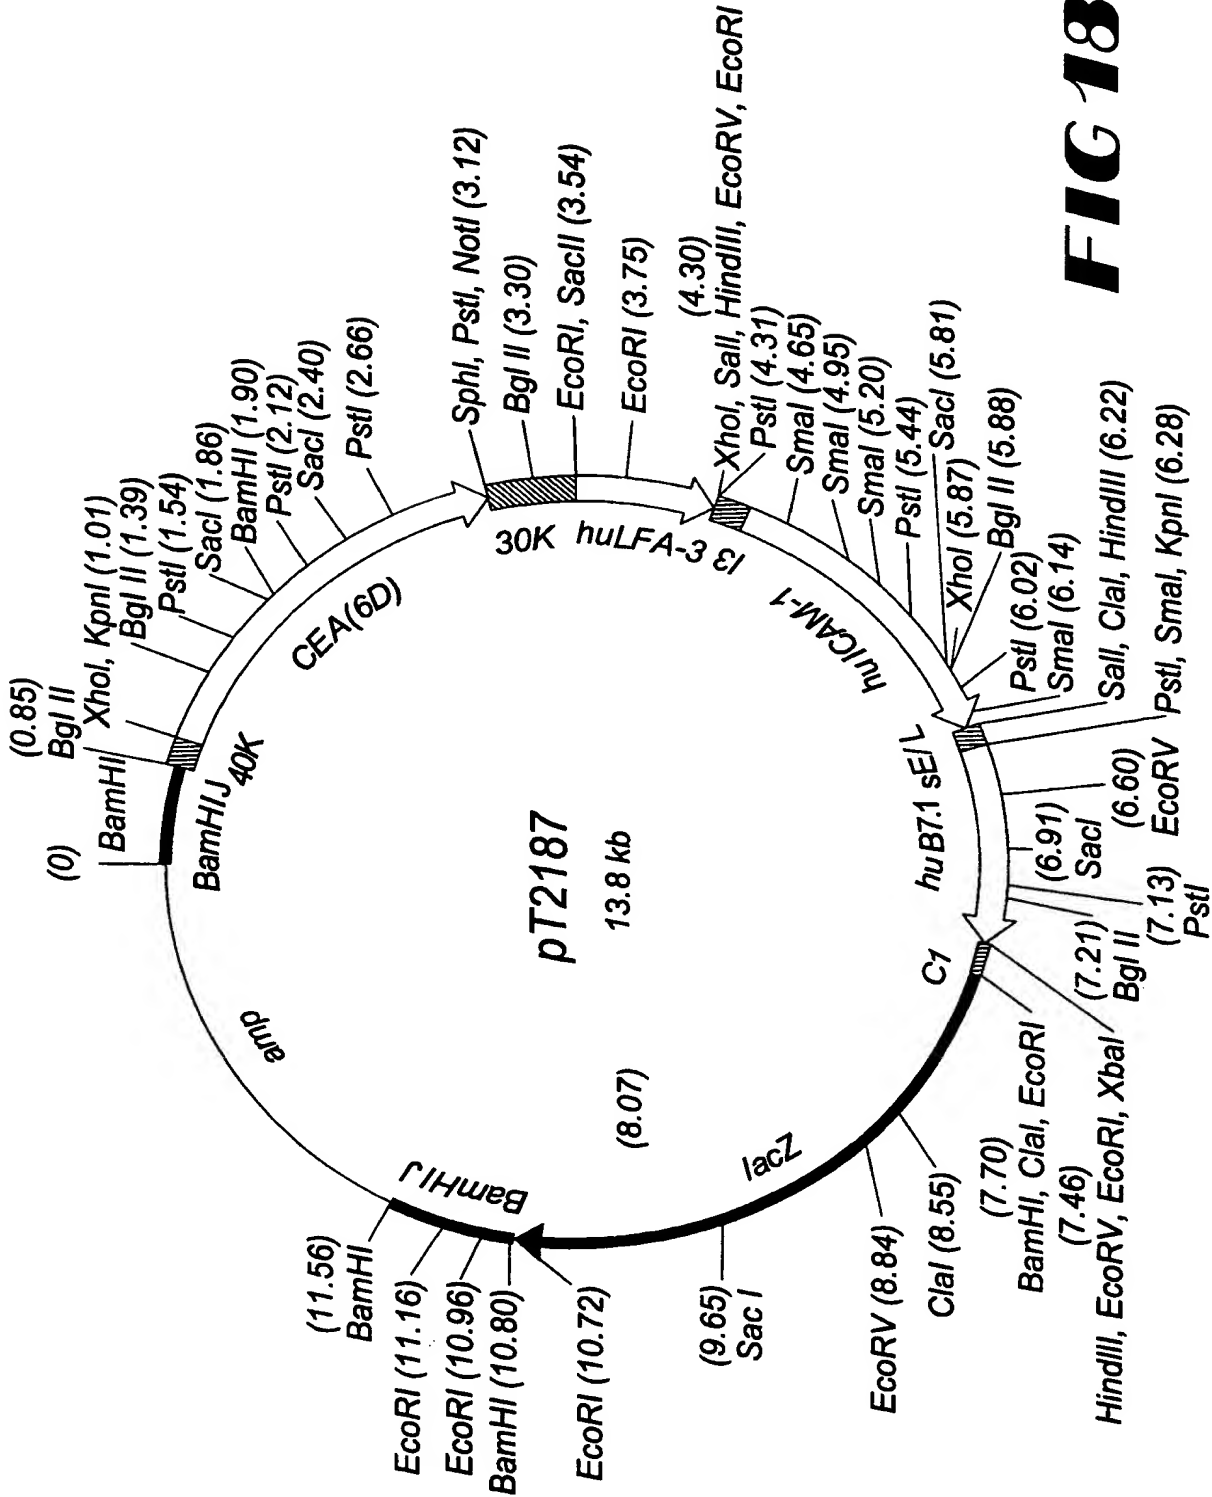 (0)
BamHI
(0.85)
Bgl II
XhoI, KpnI (1.01)
Bgl II (1.39)
PstI (1.54)
SacI (1.86)
BamHI (1.90)
PstI (2.12)
SacI (2.40)
PstI (2.66)
SphI, PstI, NotI (3.12)
Bgl II (3.30)
EcoRI, SacII (3.54)
EcoRI (3.75)
(4.30)
XhoI, SalI, HindIII, EcoRV, EcoRI
PstI (4.31)
SmaI (4.65)
SmaI (4.95)
SmaI (5.20)
PstI (5.44)
SacI (5.81)
XhoI (5.87)
Bgl II (5.88)
PstI (6.02)
SmaI (6.14)
SalI, ClaI, HindIII (6.22)
PstI, SmaI, KpnI (6.28)
(6.60)
EcoRV
(6.91)
SacI
(7.13)
PstI
(7.21)
Bgl II
(7.46)
HindIII, EcoRV, EcoRI, XbaI
(7.70)
BamHI, ClaI, EcoRI
ClaI (8.55)
EcoRV (8.84)
(9.65)
Sac I
EcoRI (10.72)
BamHI (10.80)
EcoRI (10.96)
EcoRI (11.16)
(11.56)
BamHI
BamHIJ
40K
CEA(6D)
30K
huLFA-3
I3
huICAM-1
sE/L
huB7.1
C1
lacZ
(8.07)
BamHIJ
amp
pT2187
13.8 kb
FIG 18